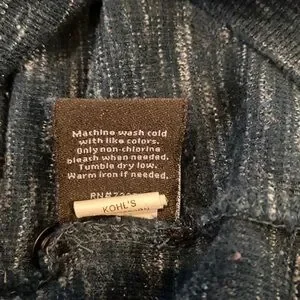 Machine wash cold
with like colors.
Only non-chlorine
bleach when needed.
Tumble dry low.
Warm iron if needed.
KOHL'S